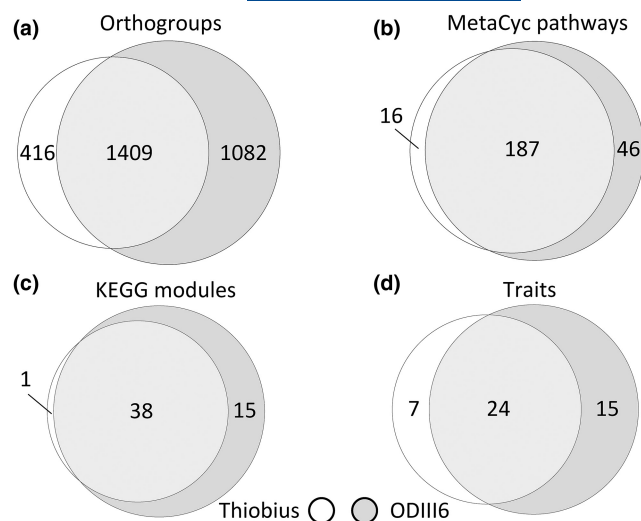 (a) Orthogroups
416 1409 1082
(b) MetaCyc pathways
16
187 46
(c) KEGG modules
1
38 15
(d) Traits
7 24 15
Thiobius ODIII6